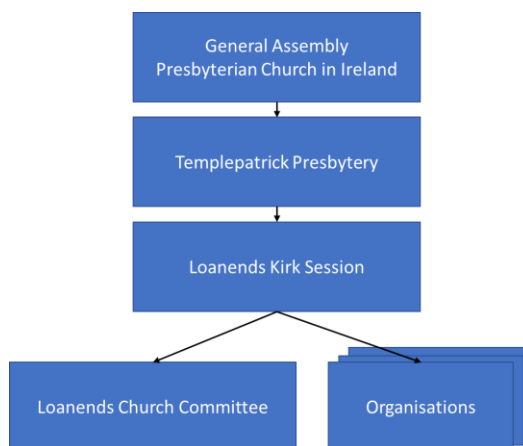 General Assembly
Presbyterian Church in Ireland
Templepatrick Presbytery
Loanends Kirk Session
Loanends Church Committee
Organisations